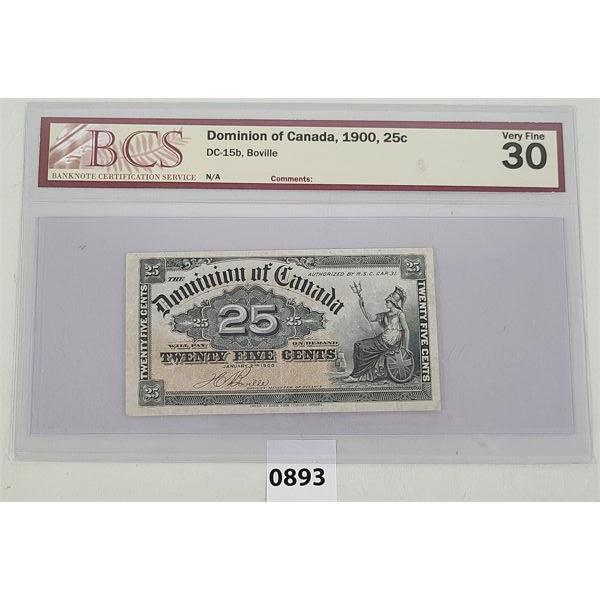 BCS
BANKNOTE CERTIFICATION SERVICE
Dominion of Canada, 1900, 25c
DC-15b, Boville
N/A
Comments:
Very Fine
30
25
25
THE
Dominion of Canada
AUTHORIZED BY R.S.C. CAP. 31.
TWENTY FIVE CENTS
25 25 25
WILL PAY ON DEMAND
TWENTY FIVE CENTS
JANUARY 2ND 1900
TWENTY FIVE CENTS
25
0893